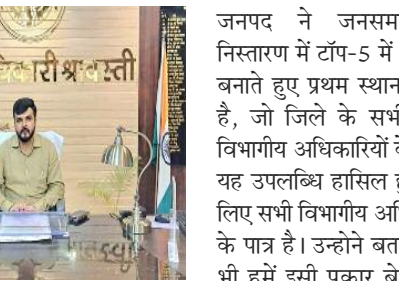 धिकारी श्रावस्ती
जनपद ने जनसम
निस्तारण में टॉप-5 में
बनाते हुए प्रथम स्थान
है, जो जिले के सभी
विभागीय अधिकारियों के
यह उपलब्धि हासिल हु
लिए सभी विभागीय अधि
के पात्र है। उन्होने बता
भी हमें इसी प्रकार बे